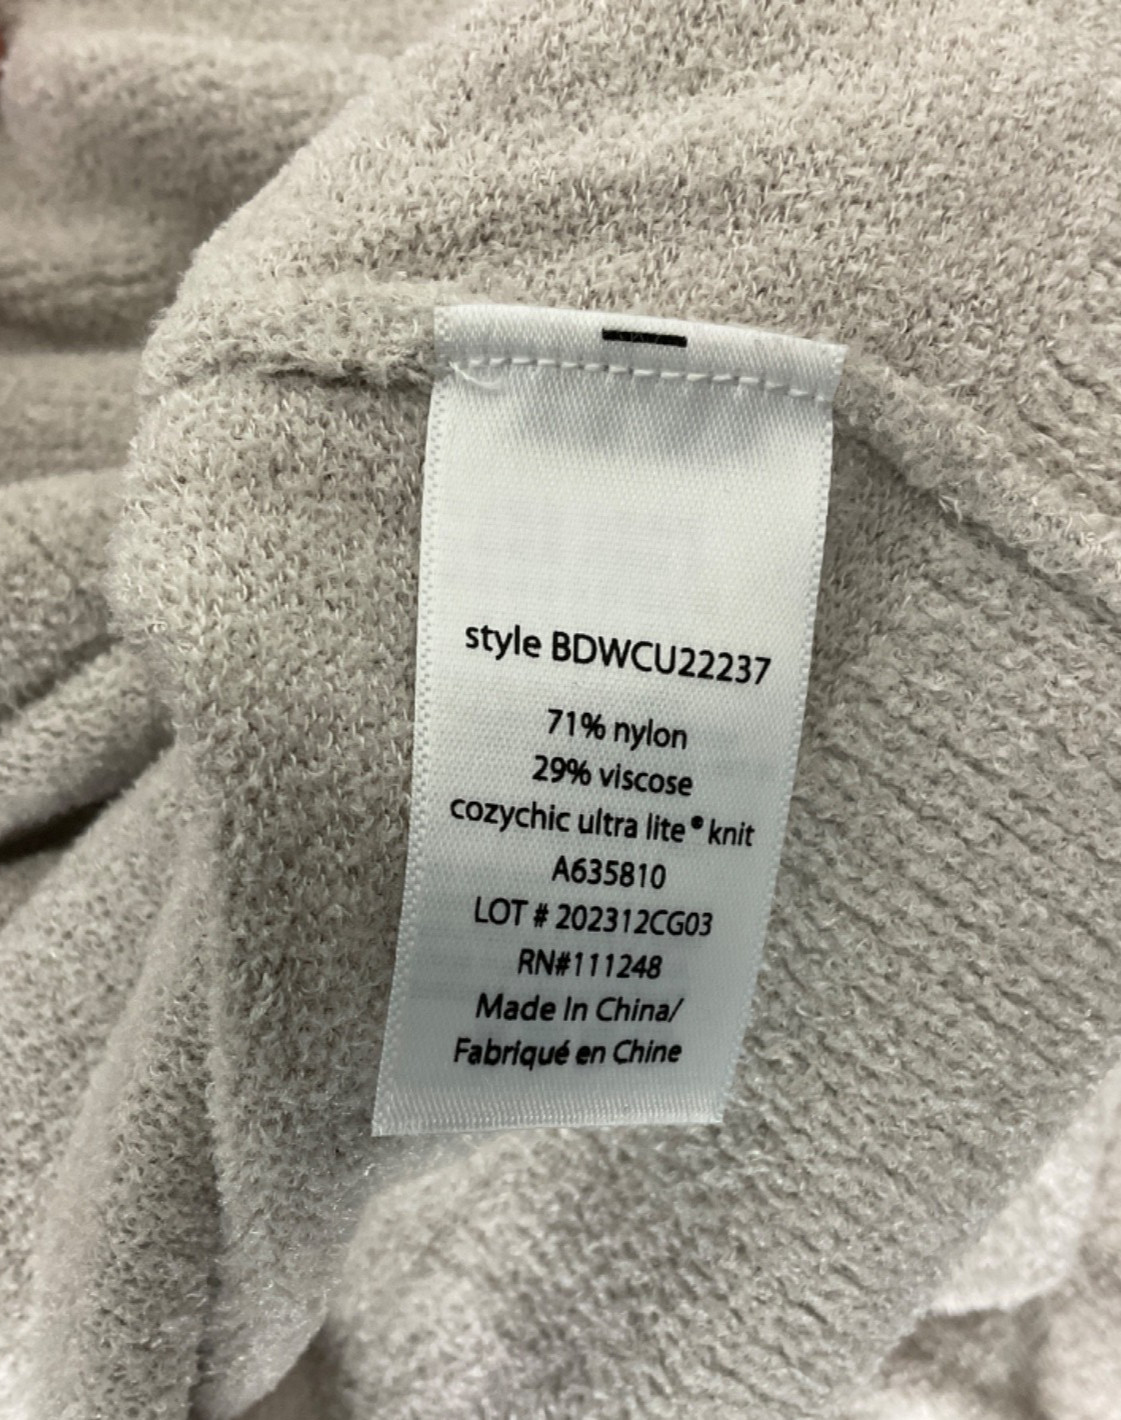 style BDWCU22237
71% nylon
29% viscose
cozychic ultra lite® knit
A635810
LOT # 202312CG03
RN#111248
Made In China/
Fabriqué en Chine